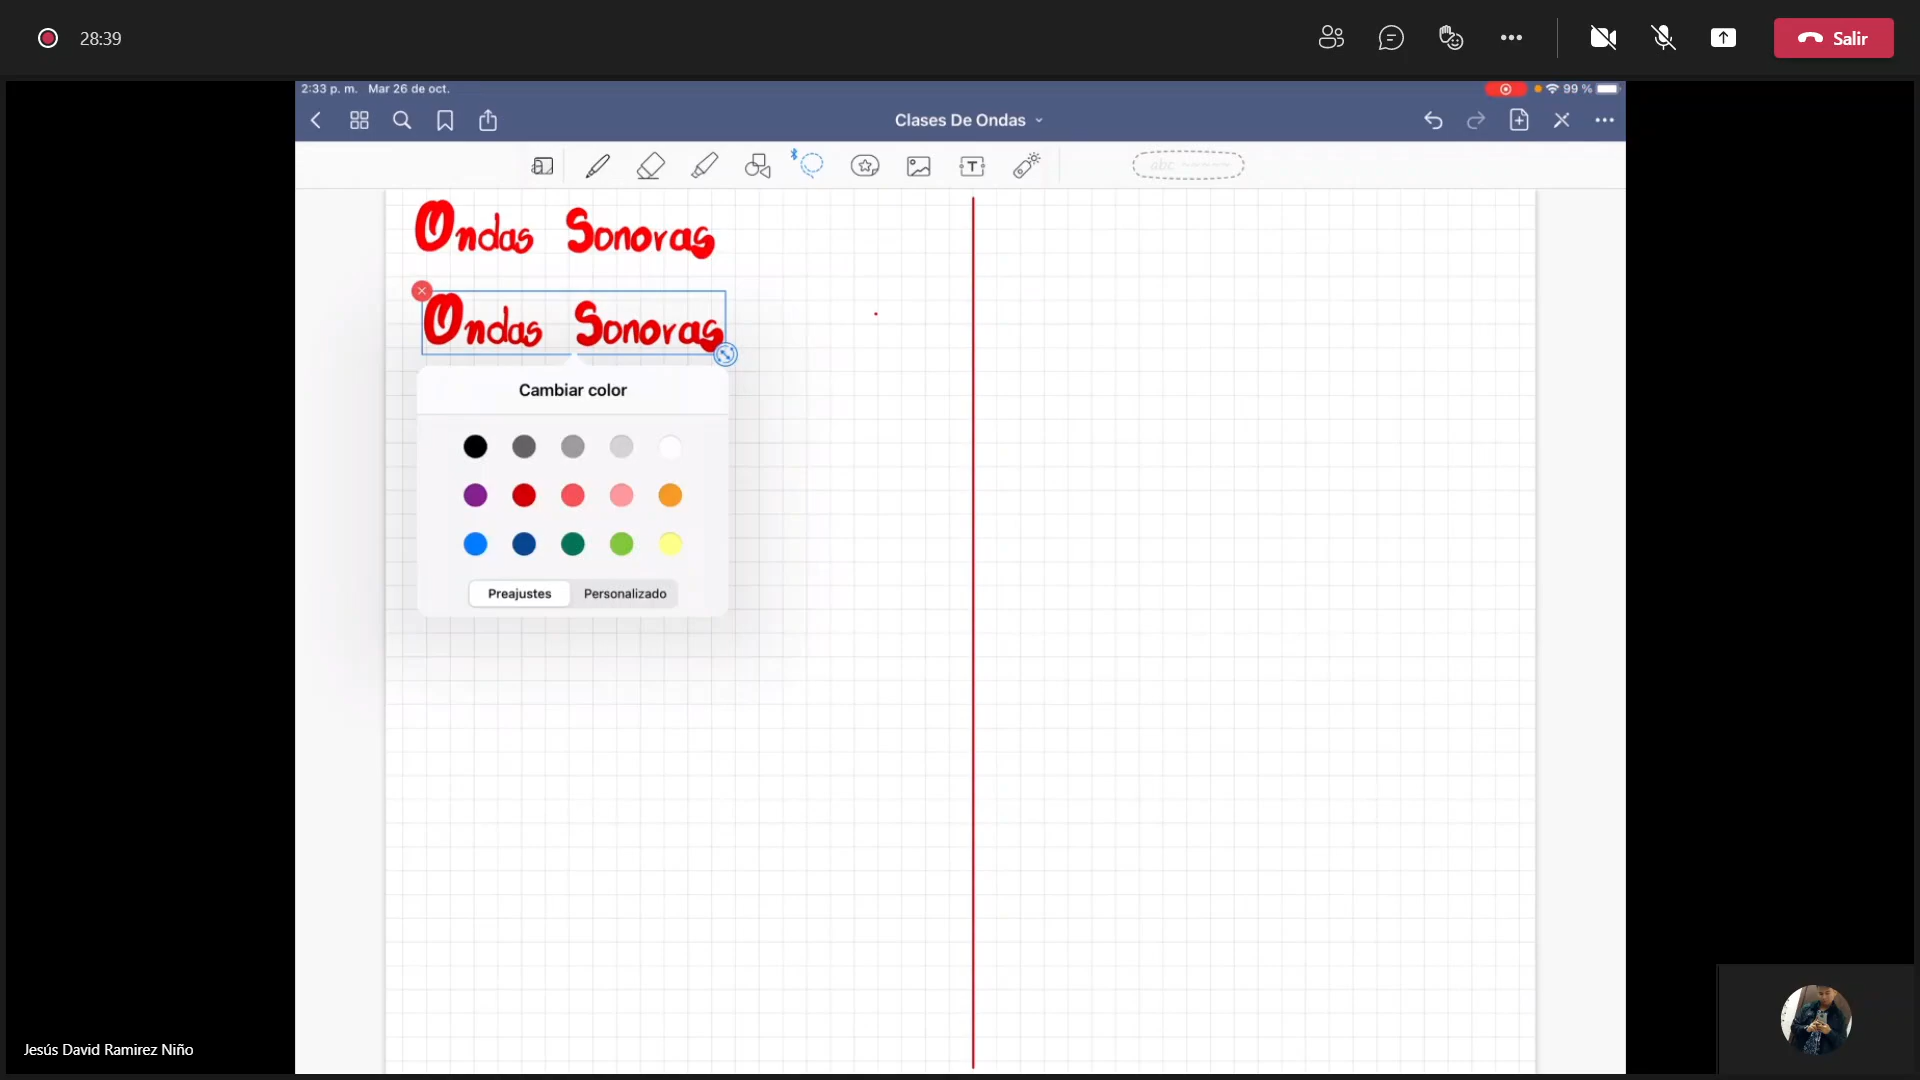 28:39
Salir
2:33 p. m. Mar 26 de oct.
99 %
Clases De Ondas
abc
Ondas Sonoras
Ondas Sonoras
Cambiar color
Preajustes Personalizado
Jesús David Ramirez Niño